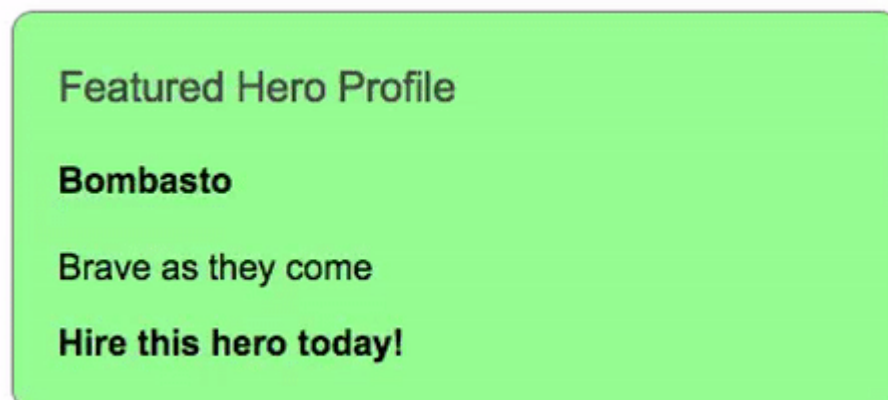 Featured Hero Profile
Bombasto
Brave as they come
Hire this hero today!